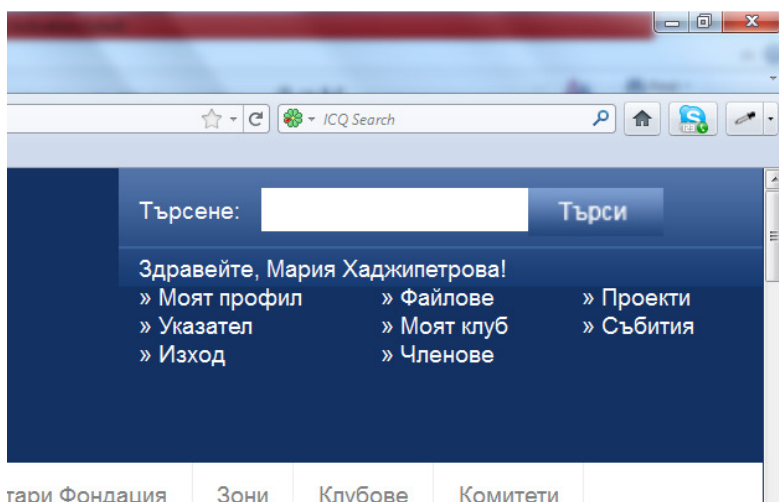 ICQ Search
Търсене: Търси
Здравейте, Мария Хаджипетрова!
» Моят профил » Файлове » Проекти
» Указател » Моят клуб » Събития
» Изход » Членове
Фондация Зони Клубове Комитети